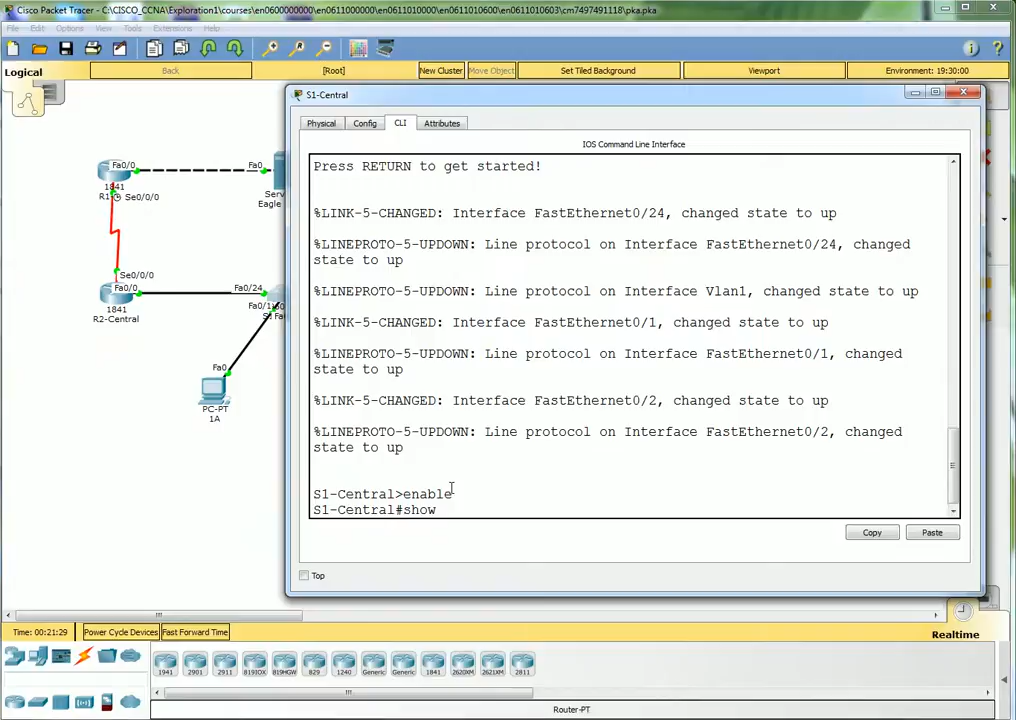 Cisco Packet Tracer - C:\CISCO_CCNA\Exploration1\courses\en0600000000\en0611000000\en0611010000\en0611010600\en0611010603\cm7497491118\pka.pka
File Edit Options View Tools Extensions Help
Logical Back [Root] New Cluster Move Object Set Tiled Background Viewport Environment: 19:30:00
S1-Central
Physical Config CLI Attributes
IOS Command Line Interface
Press RETURN to get started!
%LINK-5-CHANGED: Interface FastEthernet0/24, changed state to up
%LINEPROTO-5-UPDOWN: Line protocol on Interface FastEthernet0/24, changed
state to up
%LINEPROTO-5-UPDOWN: Line protocol on Interface Vlan1, changed state to up
%LINK-5-CHANGED: Interface FastEthernet0/1, changed state to up
%LINEPROTO-5-UPDOWN: Line protocol on Interface FastEthernet0/1, changed
state to up
%LINK-5-CHANGED: Interface FastEthernet0/2, changed state to up
%LINEPROTO-5-UPDOWN: Line protocol on Interface FastEthernet0/2, changed
state to up
S1-Central>enable
S1-Central#show
Copy Paste
Top
Fa0/0 Fa0
1841
Se0/0/0
Eagle
Se0/0/0
Fa0/0 Fa0/24
1841
R2-Central
Fa0
PC-PT
1A
Time: 00:21:29 Power Cycle Devices Fast Forward Time Realtime
1941 2901 2911 819IOX 819HGW 829 1240 Generic Generic 1841 2620XM 2621XM 2811
Router-PT